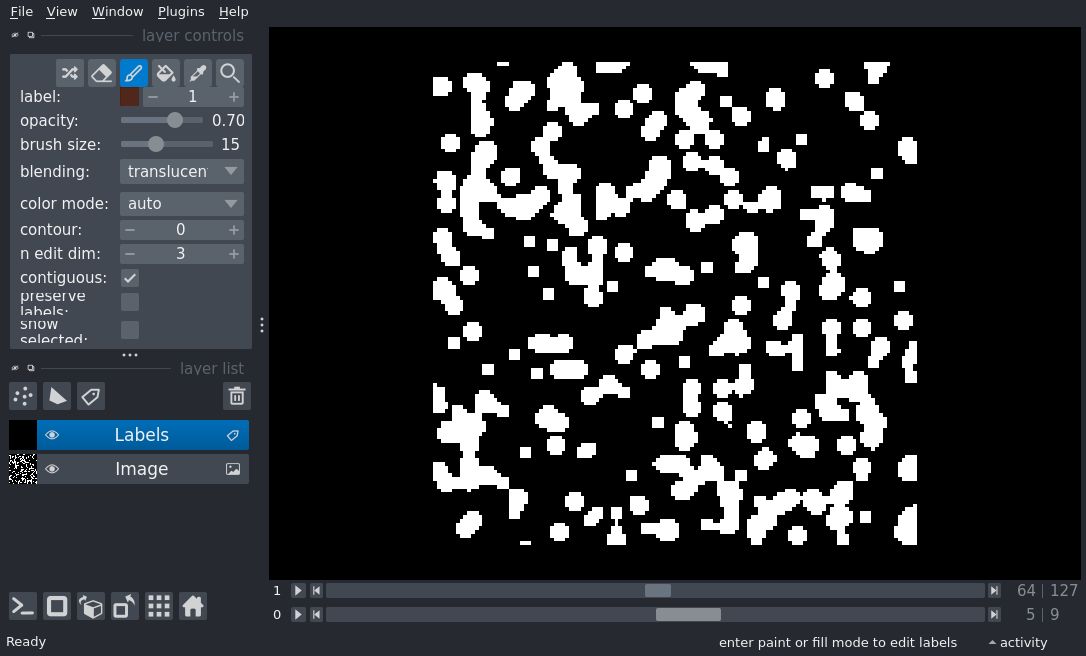 File View Window Plugins Help
layer controls
label: 1
opacity: 0.70
brush size: 15
blending: translucen
color mode: auto
contour: 0
n edit dim: 3
contiguous:
preserve
labels:
show
selected:
layer list
Labels
Image
1 64 | 127
0 5 | 9
Ready enter paint or fill mode to edit labels activity